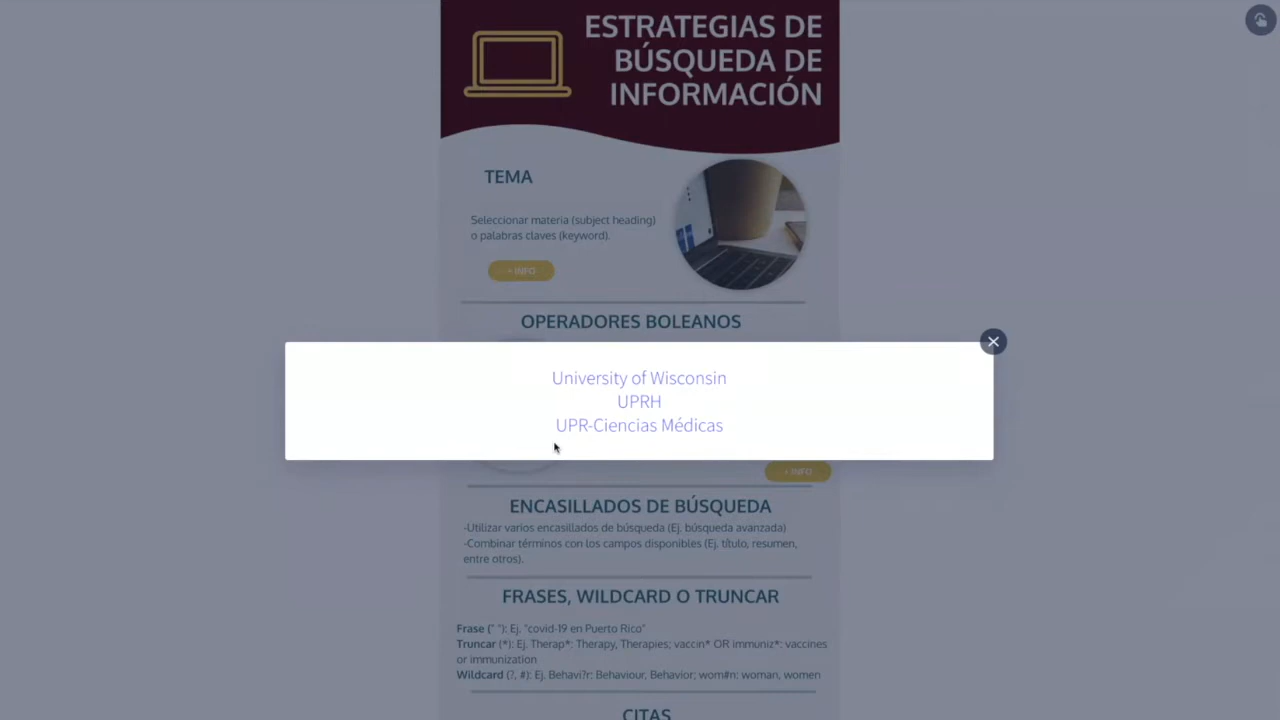 ESTRATEGIAS DE
BÚSQUEDA DE
INFORMACIÓN
TEMA
Seleccionar materia (subject heading)
o palabras claves (keyword).
+ INFO
OPERADORES BOLEANOS
University of Wisconsin
UPRH
UPR-Ciencias Médicas
+ INFO
ENCASILLADOS DE BÚSQUEDA
-Utilizar varios encasillados de búsqueda (Ej. búsqueda avanzada)
-Combinar términos con los campos disponibles (Ej. título, resumen,
entre otros).
FRASES, WILDCARD O TRUNCAR
Frase (" "): Ej. "covid-19 en Puerto Rico"
Truncar (*): Ej. Therap*: Therapy, Therapies; vaccin* OR immuniz*: vaccines
or immunization
Wildcard (?, #): Ej. Behavi?r: Behaviour, Behavior; wom#n: woman, women
CITAS